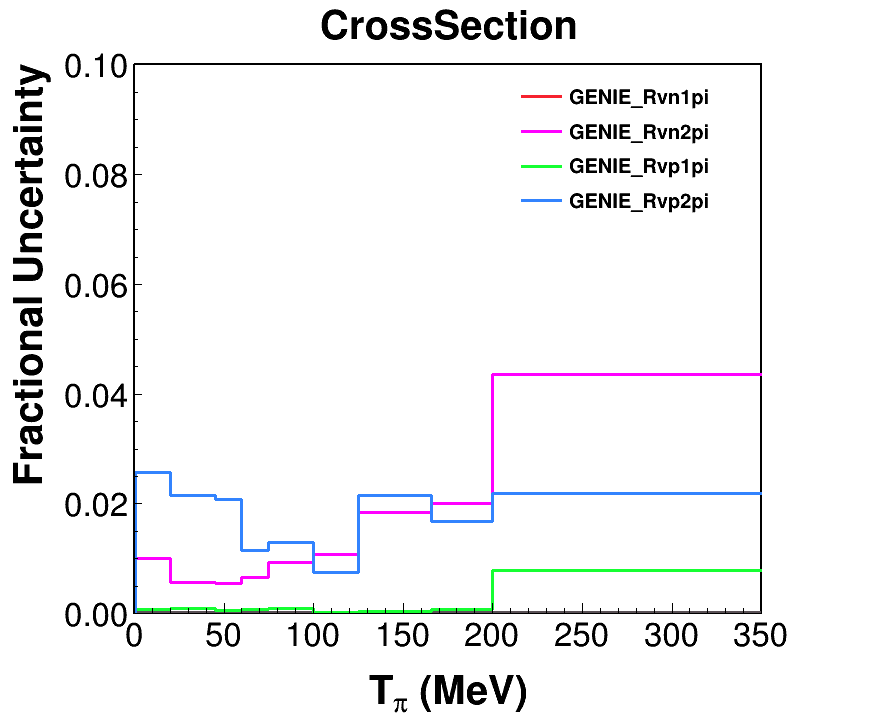 CrossSection
Fractional Uncertainty
0.10
0.08
0.06
0.04
0.02
0.00
GENIE_Rvn1pi
GENIE_Rvn2pi
GENIE_Rvp1pi
GENIE_Rvp2pi
0 50 100 150 200 250 300 350
Tπ (MeV)